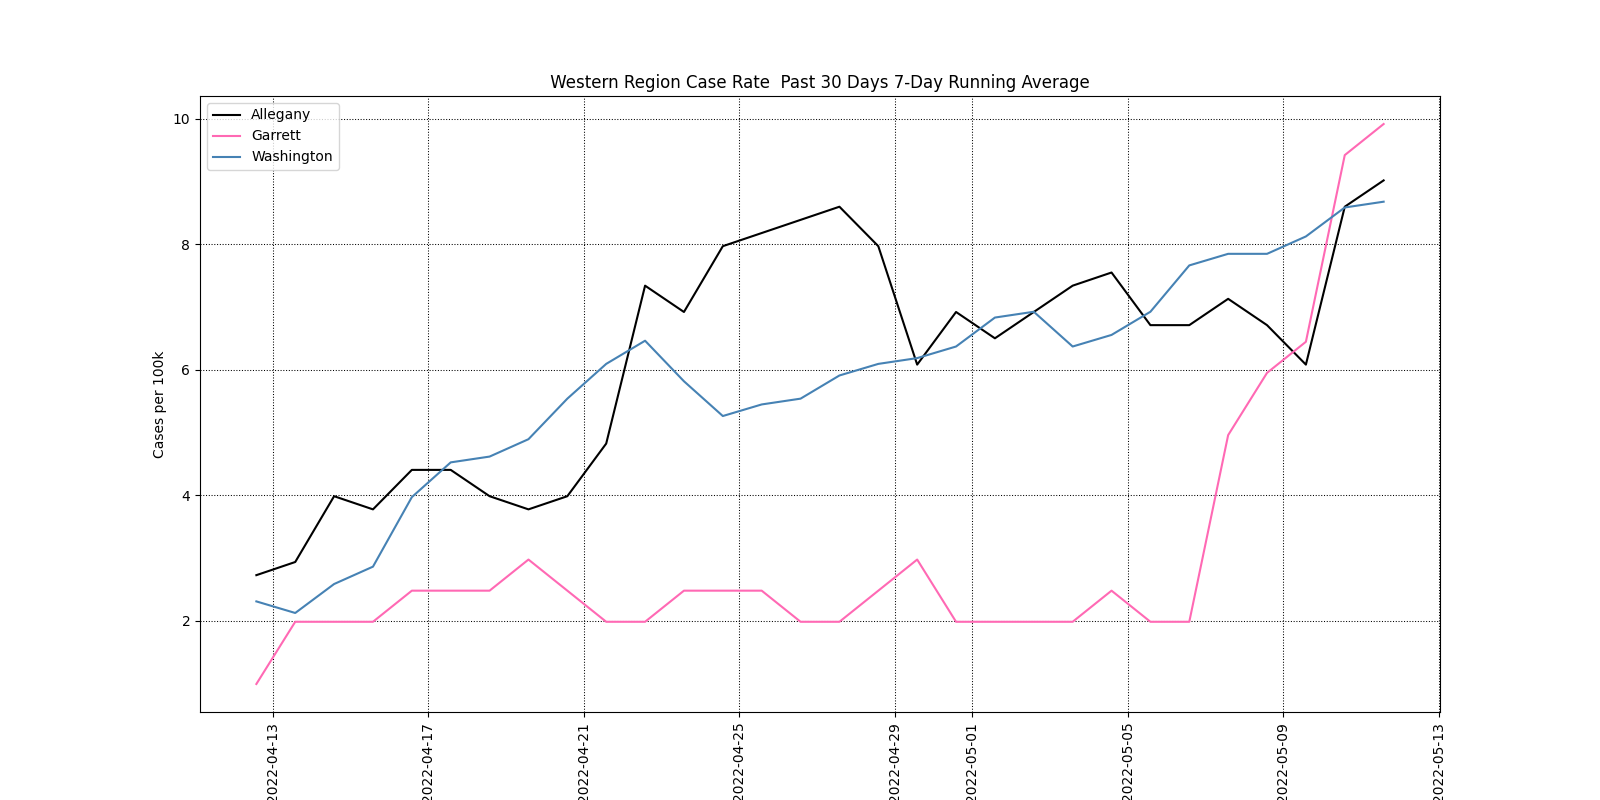 Western Region Case Rate  Past 30 Days 7-Day Running Average
Allegany
Garrett
Washington
Cases per 100k
10
8
6
4
2
2022-04-13
2022-04-17
2022-04-21
2022-04-25
2022-04-29
2022-05-01
2022-05-05
2022-05-09
2022-05-13